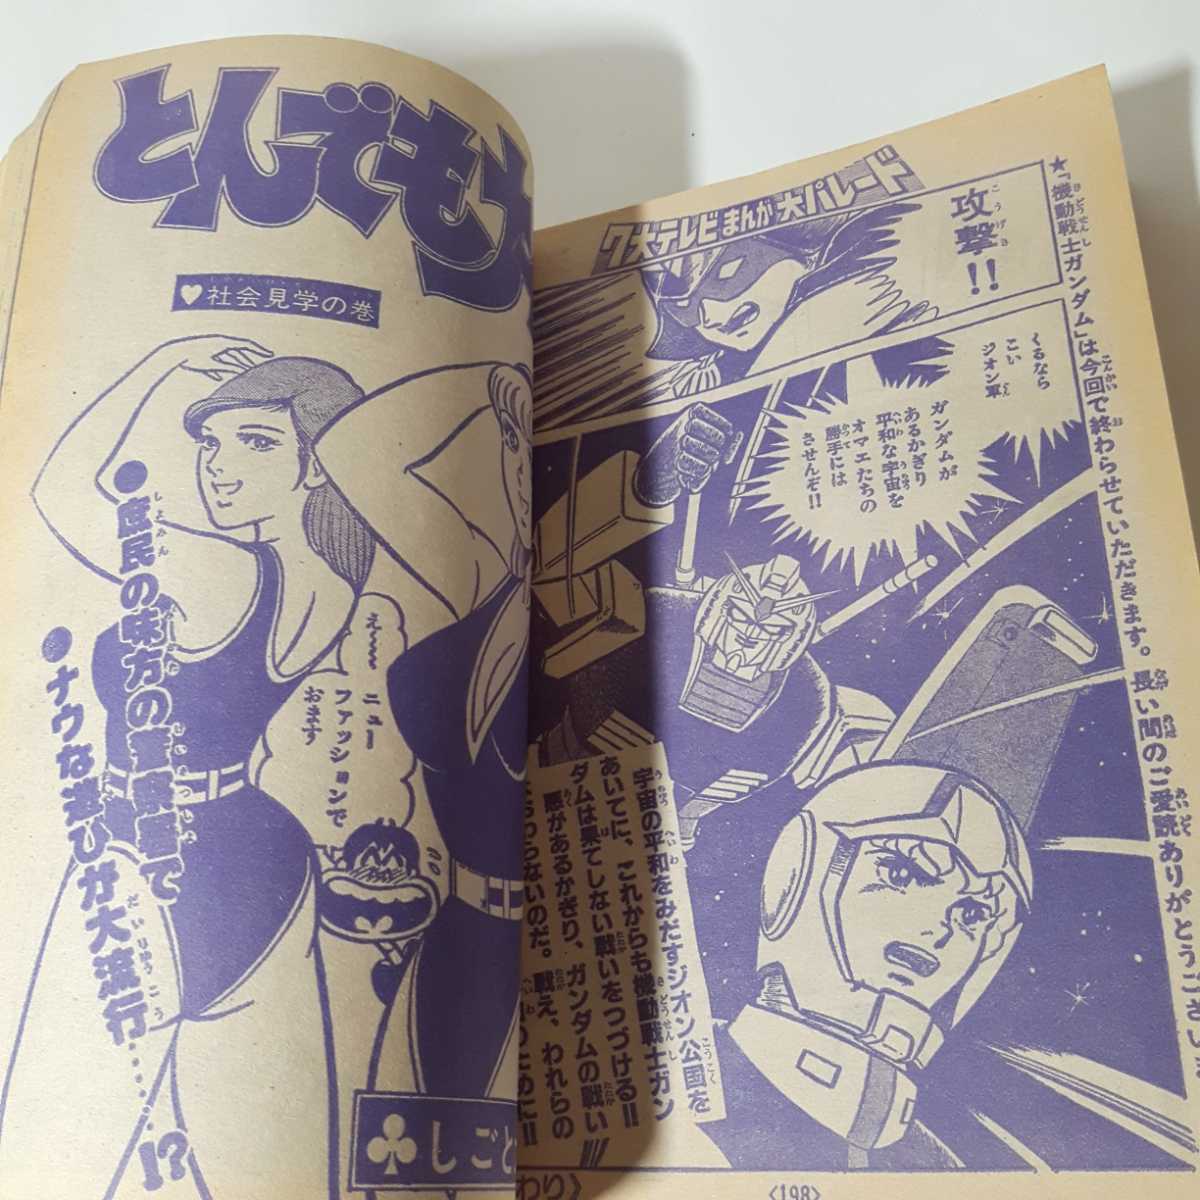 7大テレビまんが大パレード
★『機動戦士ガンダム』は今回で終わらせていただきます。長い間のご愛読ありがとうござい
攻撃!!
くるなら
こい
ジオン軍
ガンダムが
あるかぎり
平和な宇宙を
オマエたちの
勝手には
させんぞ!!
宇宙の平和をみだすジオン公国を
あいてに、これからも機動戦士ガン
ダムは果てしない戦いをつづける!!
悪があるかぎり、ガンダムの戦い
わらないのだ。戦え、われらの
のために!!
わり〉
〈198〉
とんでも
♥社会見学の巻
●庶民の味方の警察署で
●ナウな遊びが大流行……!?
え〜
ニュー
ファッションで
おます
♣しごと